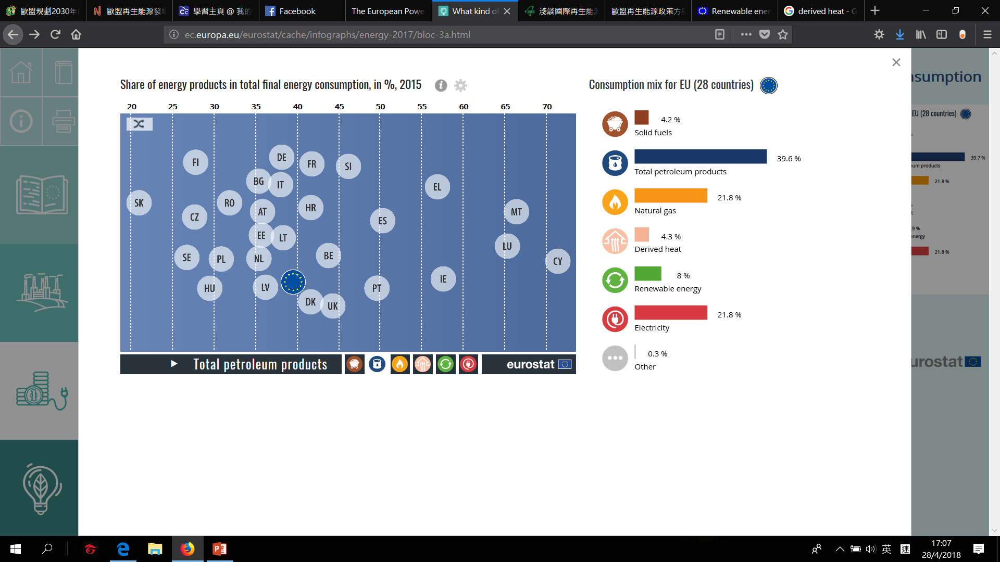 歐盟規劃2030年
歐盟再生能源發電
學習主頁 @ 我的
Facebook
The European Powe
What kind of
淺談國際再生能
歐盟再生能源政策方
Renewable ener
derived heat - G
ec.europa.eu/eurostat/cache/infographs/energy-2017/bloc-3a.html
Share of energy products in total final energy consumption, in %, 2015
20 25 30 35 40 45 50 55 60 65 70
FI
DE
FR
SI
BG
IT
EL
SK
RO
HR
AT
MT
CZ
ES
EE
LT
LU
SE
PL
NL
BE
CY
HU
LV
PT
IE
DK
UK
Total petroleum products
eurostat
Consumption mix for EU (28 countries)
4.2 %
Solid fuels
39.6 %
Total petroleum products
21.8 %
Natural gas
4.3 %
Derived heat
8 %
Renewable energy
21.8 %
Electricity
0.3 %
Other
nsumption
EU (28 countries)
39.7 %
um products
21.8 %
t
.9 %
energy
21.8 %
urostat
英
速
17:07
28/4/2018